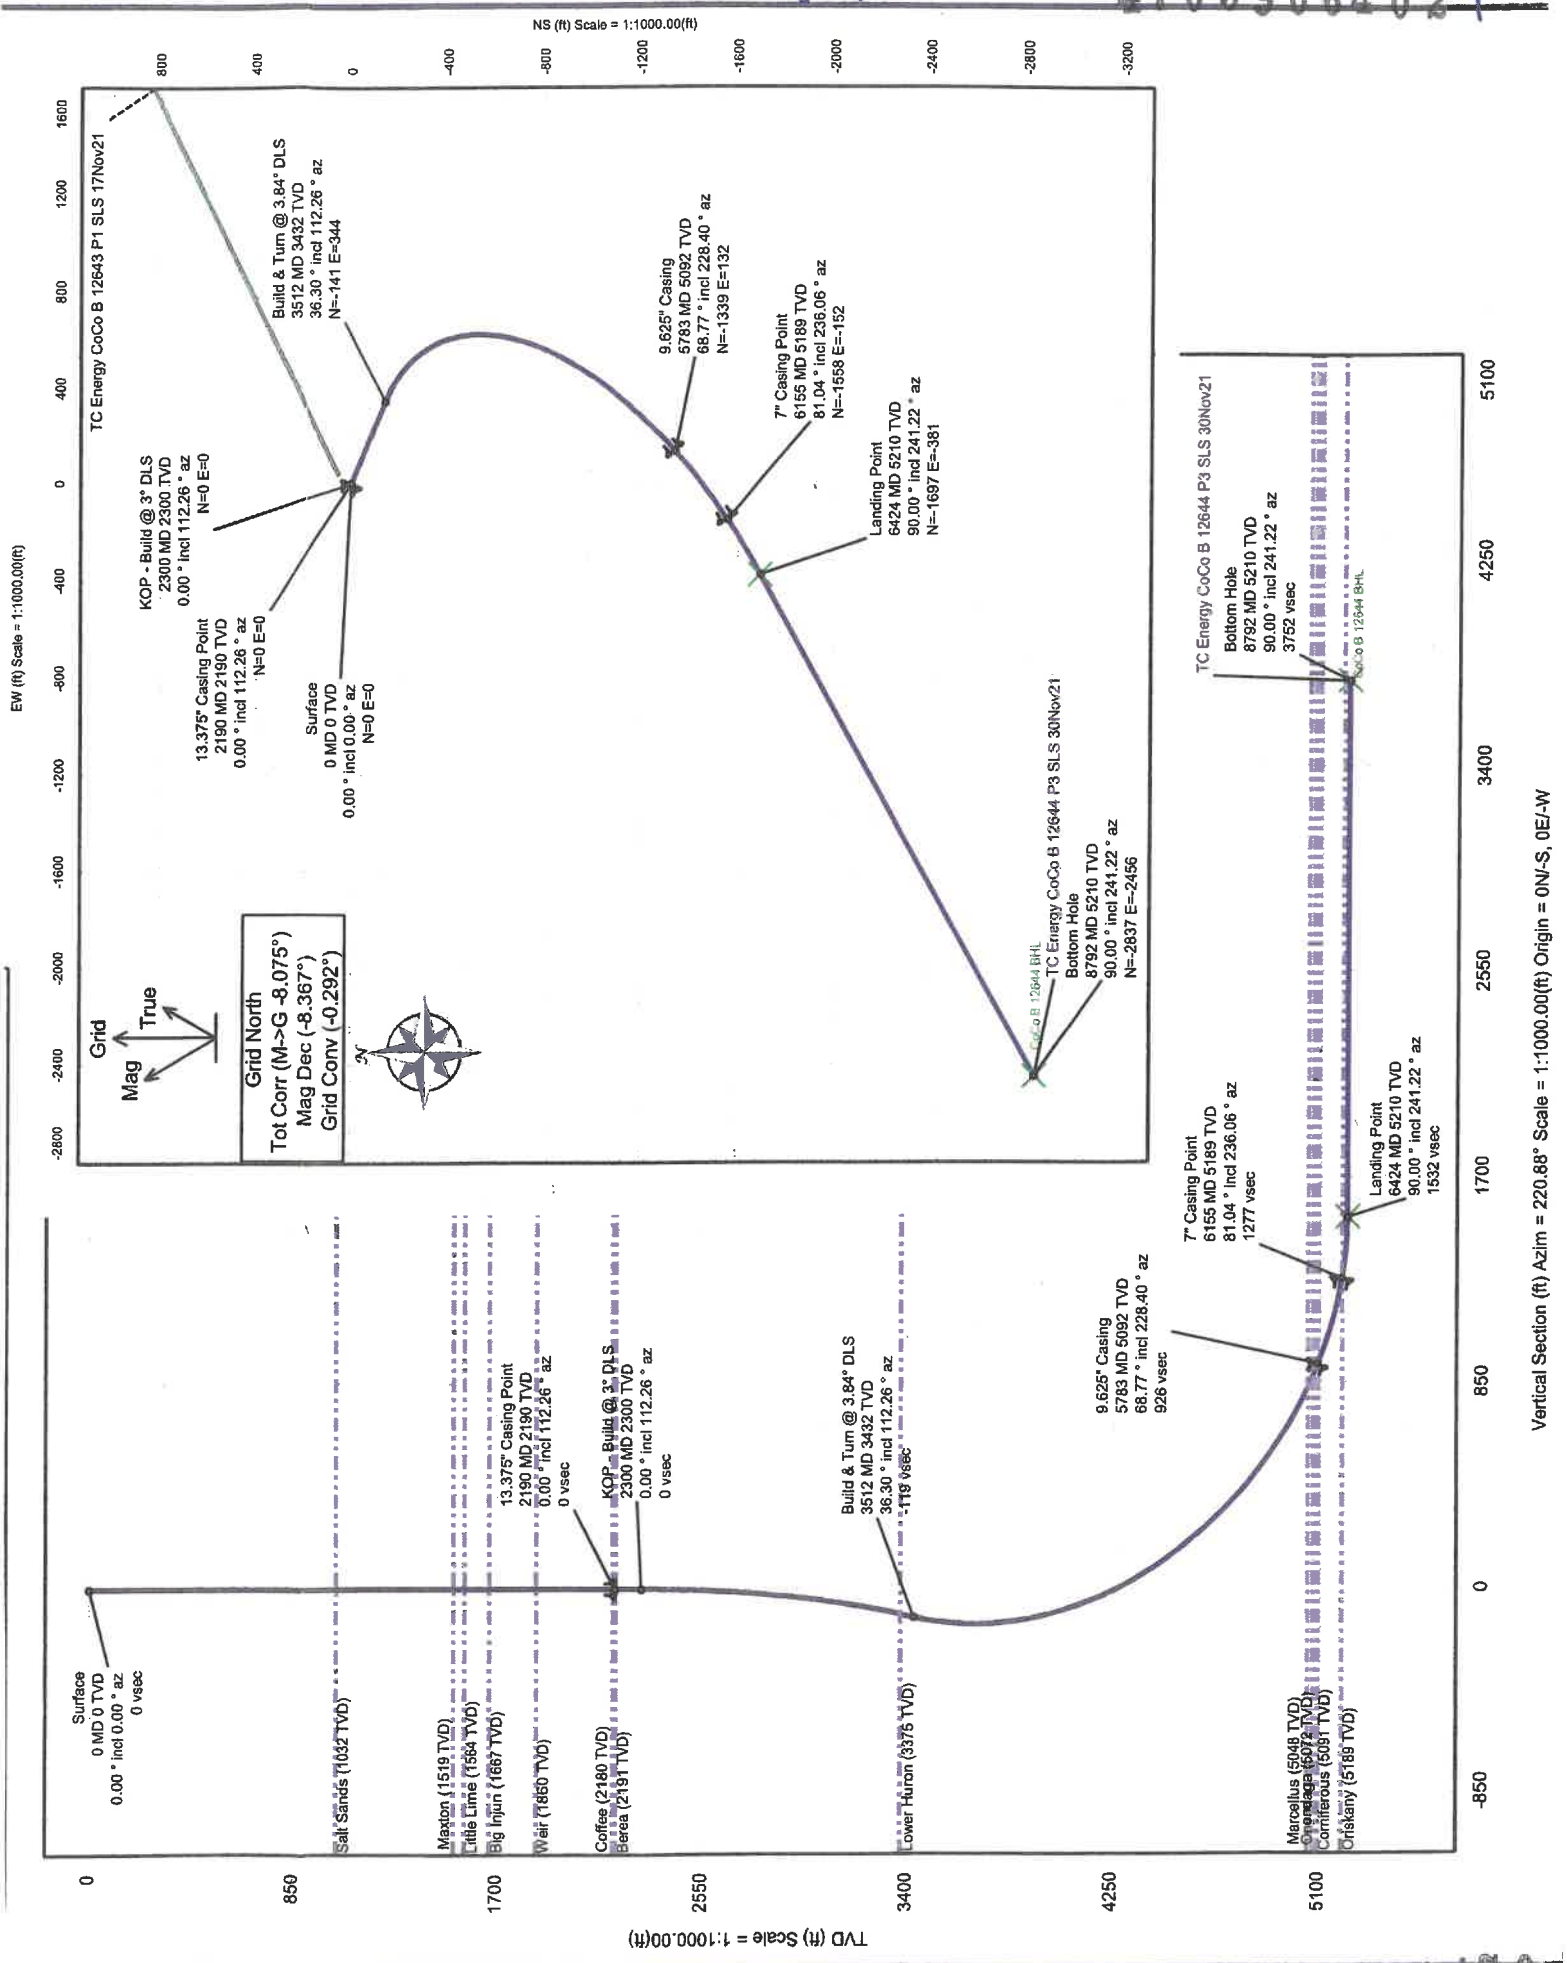 EW (ft) Scale = 1:1000.00(ft)
-2800
-2400
-2000
-1600
-1200
-800
-400
0
400
800
1200
1600
NS (ft) Scale = 1:1000.00(ft)
800
400
0
-400
-800
-1200
-1600
-2000
-2400
-2800
-3200
Grid
True
Mag
Grid North
Tot Corr (M->G -8.075°)
Mag Dec (-8.367°)
Grid Conv (-0.292°)
N
TC Energy CoCo B 12643 P1 SLS 17Nov21
KOP - Build @ 3° DLS
2300 MD 2300 TVD
0.00 ° incl 112.26 ° az
N=0 E=0
13.375" Casing Point
2190 MD 2190 TVD
0.00 ° incl 112.26 ° az
N=0 E=0
Surface
0 MD 0 TVD
0.00 ° incl 0.00 ° az
N=0 E=0
Build & Turn @ 3.84° DLS
3512 MD 3432 TVD
36.30 ° incl 112.26 ° az
N=-141 E=344
9.625" Casing
5783 MD 5092 TVD
68.77 ° incl 228.40 ° az
N=-1339 E=132
7" Casing Point
6155 MD 5189 TVD
81.04 ° incl 236.06 ° az
N=-1558 E=-152
Landing Point
6424 MD 5210 TVD
90.00 ° incl 241.22 ° az
N=-1697 E=-381
CoCo B 12644 BHL
TC Energy CoCo B 12644 P3 SLS 30Nov21
Bottom Hole
8792 MD 5210 TVD
90.00 ° incl 241.22 ° az
N=-2837 E=-2456
TVD (ft) Scale = 1:1000.00(ft)
0
850
1700
2550
3400
4250
5100
Surface
0 MD 0 TVD
0.00 ° incl 0.00 ° az
0 vsec
Salt Sands (1032 TVD)
Maxton (1519 TVD)
Little Lime (1564 TVD)
Big Injun (1667 TVD)
Weir (1860 TVD)
Coffee (2180 TVD)
Berea (2191 TVD)
Lower Huron (3375 TVD)
Marcellus (5048 TVD)
Onondaga (5072 TVD)
Corniferous (5091 TVD)
Oriskany (5189 TVD)
13.375" Casing Point
2190 MD 2190 TVD
0.00 ° incl 112.26 ° az
0 vsec
KOP - Build @ 3° DLS
2300 MD 2300 TVD
0.00 ° incl 112.26 ° az
0 vsec
Build & Turn @ 3.84° DLS
3512 MD 3432 TVD
36.30 ° incl 112.26 ° az
-119 vsec
9.625" Casing
5783 MD 5092 TVD
68.77 ° incl 228.40 ° az
926 vsec
7" Casing Point
6155 MD 5189 TVD
81.04 ° incl 236.06 ° az
1277 vsec
Landing Point
6424 MD 5210 TVD
90.00 ° incl 241.22 ° az
1532 vsec
TC Energy CoCo B 12644 P3 SLS 30Nov21
Bottom Hole
8792 MD 5210 TVD
90.00 ° incl 241.22 ° az
3752 vsec
CoCo B 12644 BHL
-850
0
850
1700
2550
3400
4250
5100
Vertical Section (ft) Azim = 220.88° Scale = 1:1000.00(ft) Origin = 0N/-S, 0E/-W